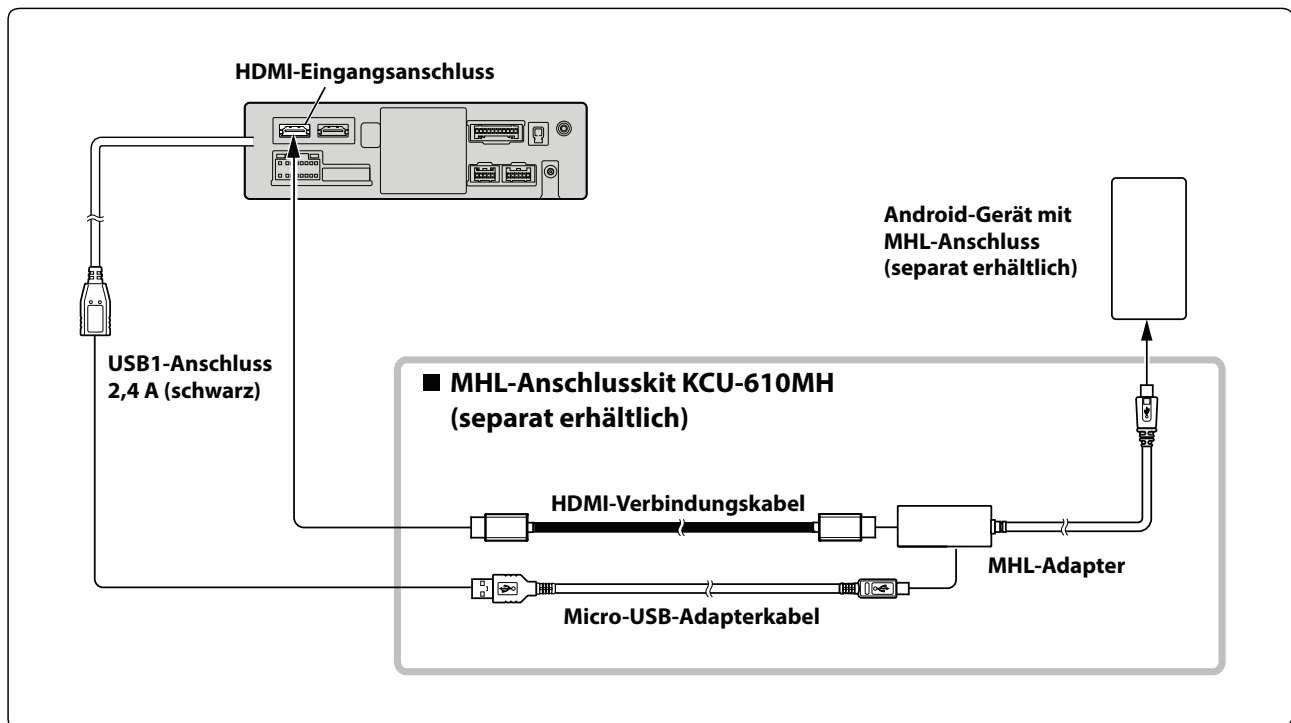 HDMI-Eingangsanschluss
Android-Gerät mit
MHL-Anschluss
(separat erhältlich)
USB1-Anschluss
2,4 A (schwarz)
■ MHL-Anschlusskit KCU-610MH
(separat erhältlich)
HDMI-Verbindungskabel
MHL-Adapter
Micro-USB-Adapterkabel